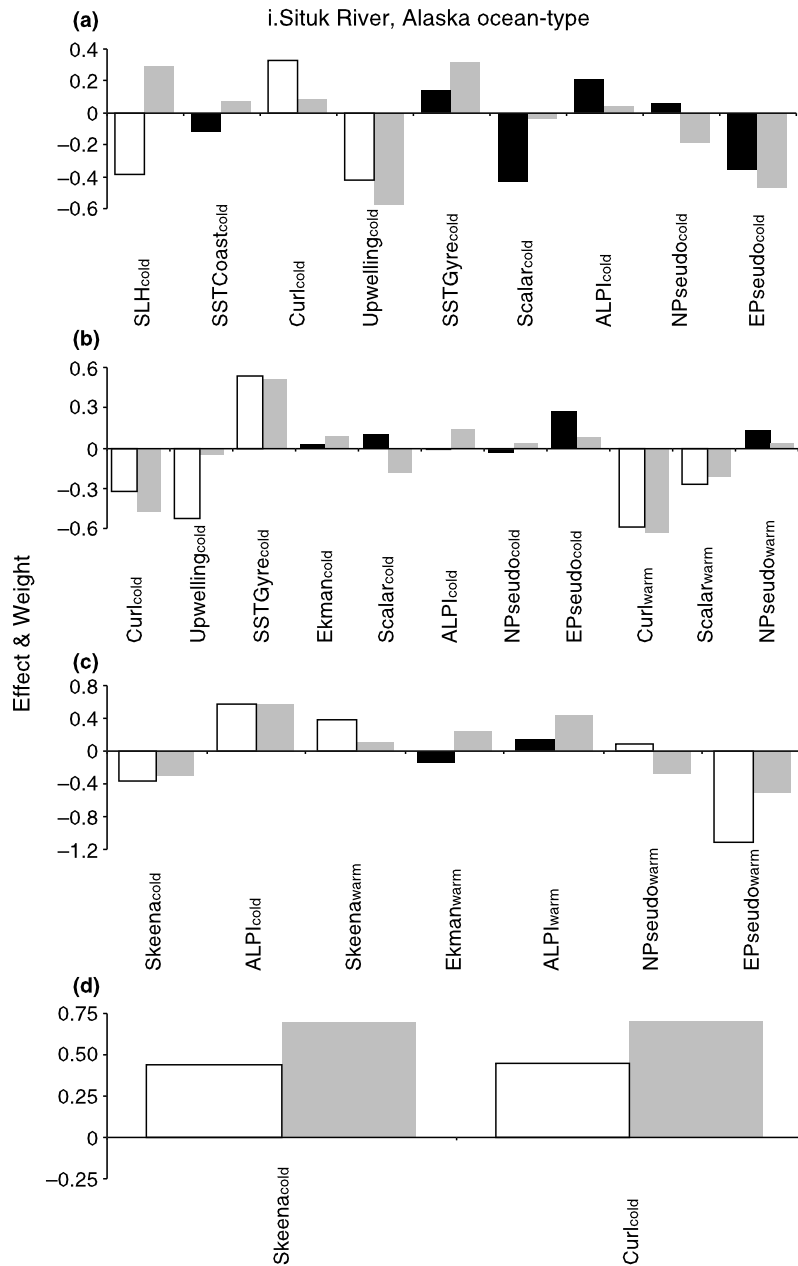 (a)
i.Situk River, Alaska ocean-type
0.4
0.2
0
–0.2
–0.4
–0.6
SLHcold
SSTCoastcold
Curlcold
Upwellingcold
SSTGyrecold
Scalarcold
ALPIcold
NPseudocold
EPseudocold
(b)
0.6
0.3
0
–0.3
–0.6
Curlcold
Upwellingcold
SSTGyrecold
Ekmancold
Scalarcold
ALPIcold
NPseudocold
EPseudocold
Curlwarm
Scalarwarm
NPseudowarm
Effect & Weight
(c)
0.8
0.4
0
–0.4
–0.8
–1.2
Skeenacold
ALPIcold
Skeenawarm
Ekmanwarm
ALPIwarm
NPseudowarm
EPseudowarm
(d)
0.75
0.50
0.25
0
–0.25
Skeenacold
Curlcold